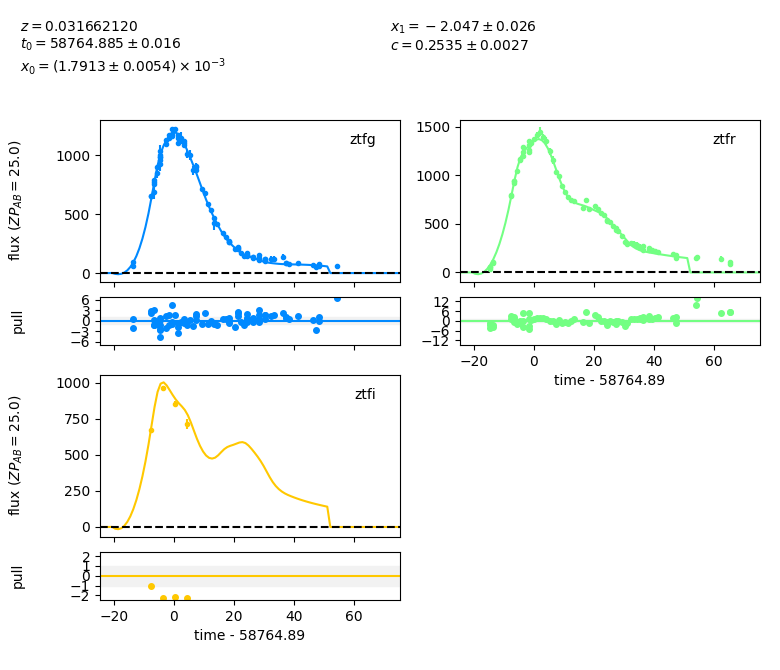 z = 0.031662120
t₀ = 58764.885 ± 0.016
x₀ = (1.7913 ± 0.0054) × 10⁻³
x₁ = −2.047 ± 0.026
c = 0.2535 ± 0.0027
flux (ZP_AB = 25.0)
1000
500
0
ztfg
1500
1000
500
0
ztfr
pull
6
3
0
−3
−6
12
6
0
−6
−12
−20 0 20 40 60
time - 58764.89
flux (ZP_AB = 25.0)
1000
750
500
250
0
ztfi
pull
2
1
0
−1
−2
−20 0 20 40 60
time - 58764.89